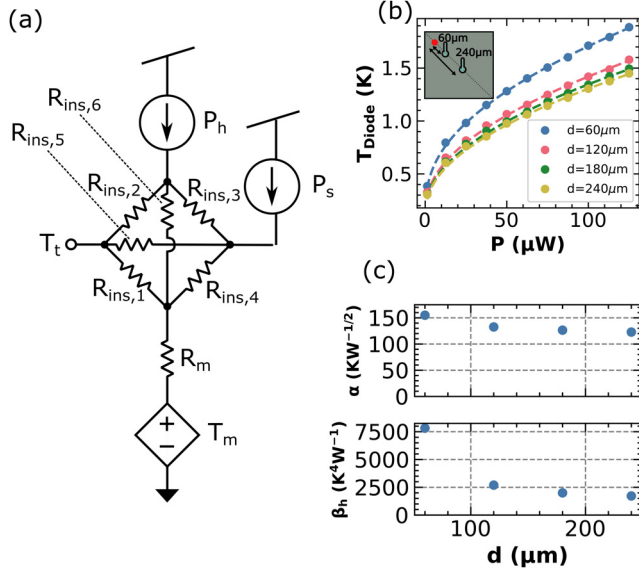 (a)
R_ins,6
P_h
R_ins,5
R_ins,2
R_ins,3
P_s
T_t
R_ins,1
R_ins,4
R_m
+
−
T_m
(b)
60μm
240μm
T_Diode (K)
1.5
1.0
0.5
d=60μm
d=120μm
d=180μm
d=240μm
0
50
100
P (μW)
(c)
α (KW^-1/2)
150
100
50
0
β_h (K^4W^-1)
7500
5000
2500
0
100
200
d (μm)